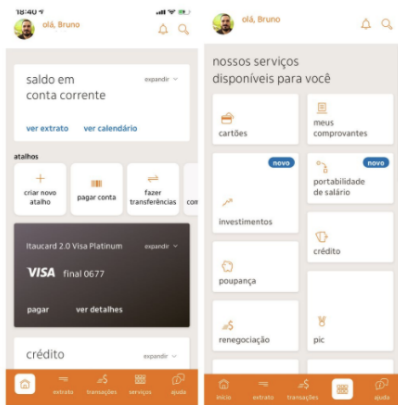 18:40
olá, Bruno
saldo em
conta corrente
expandir
ver extrato
ver calendário
atalhos
criar novo
atalho
pagar conta
fazer
transferências
Itaucard 2.0 Visa Platinum
expandir
VISA
final 0677
pagar
ver detalhes
crédito
expandir
extrato
transações
serviços
ajuda
olá, Bruno
nossos serviços
disponíveis para você
cartões
meus
comprovantes
investimentos
novo
portabilidade
de salário
novo
crédito
poupança
renegociação
pic
início
extrato
transações
ajuda